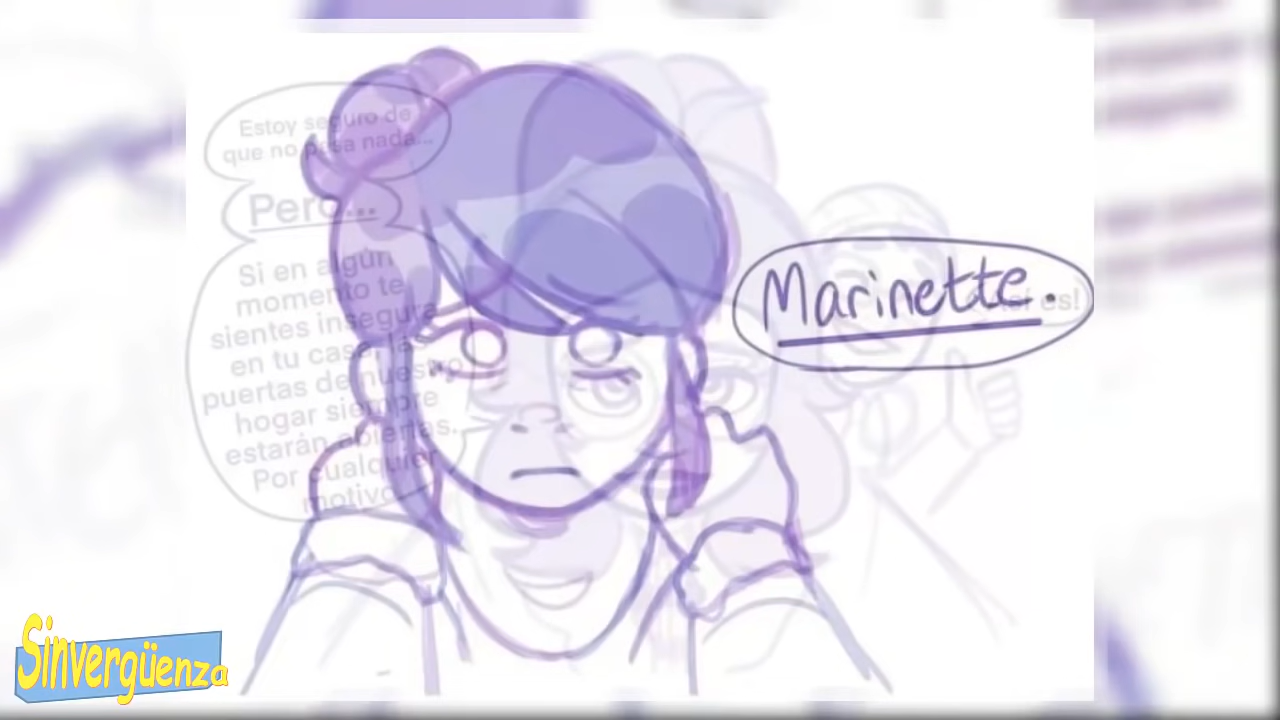 Estoy seguro de
que no pasa nada...
Pero...
Si en algún
momento te
sientes insegura
en tu casa, las
puertas de nuestro
hogar siempre
estarán abiertas.
Por cualquier
motivo
Marinette.
es!
Sinvergüenza